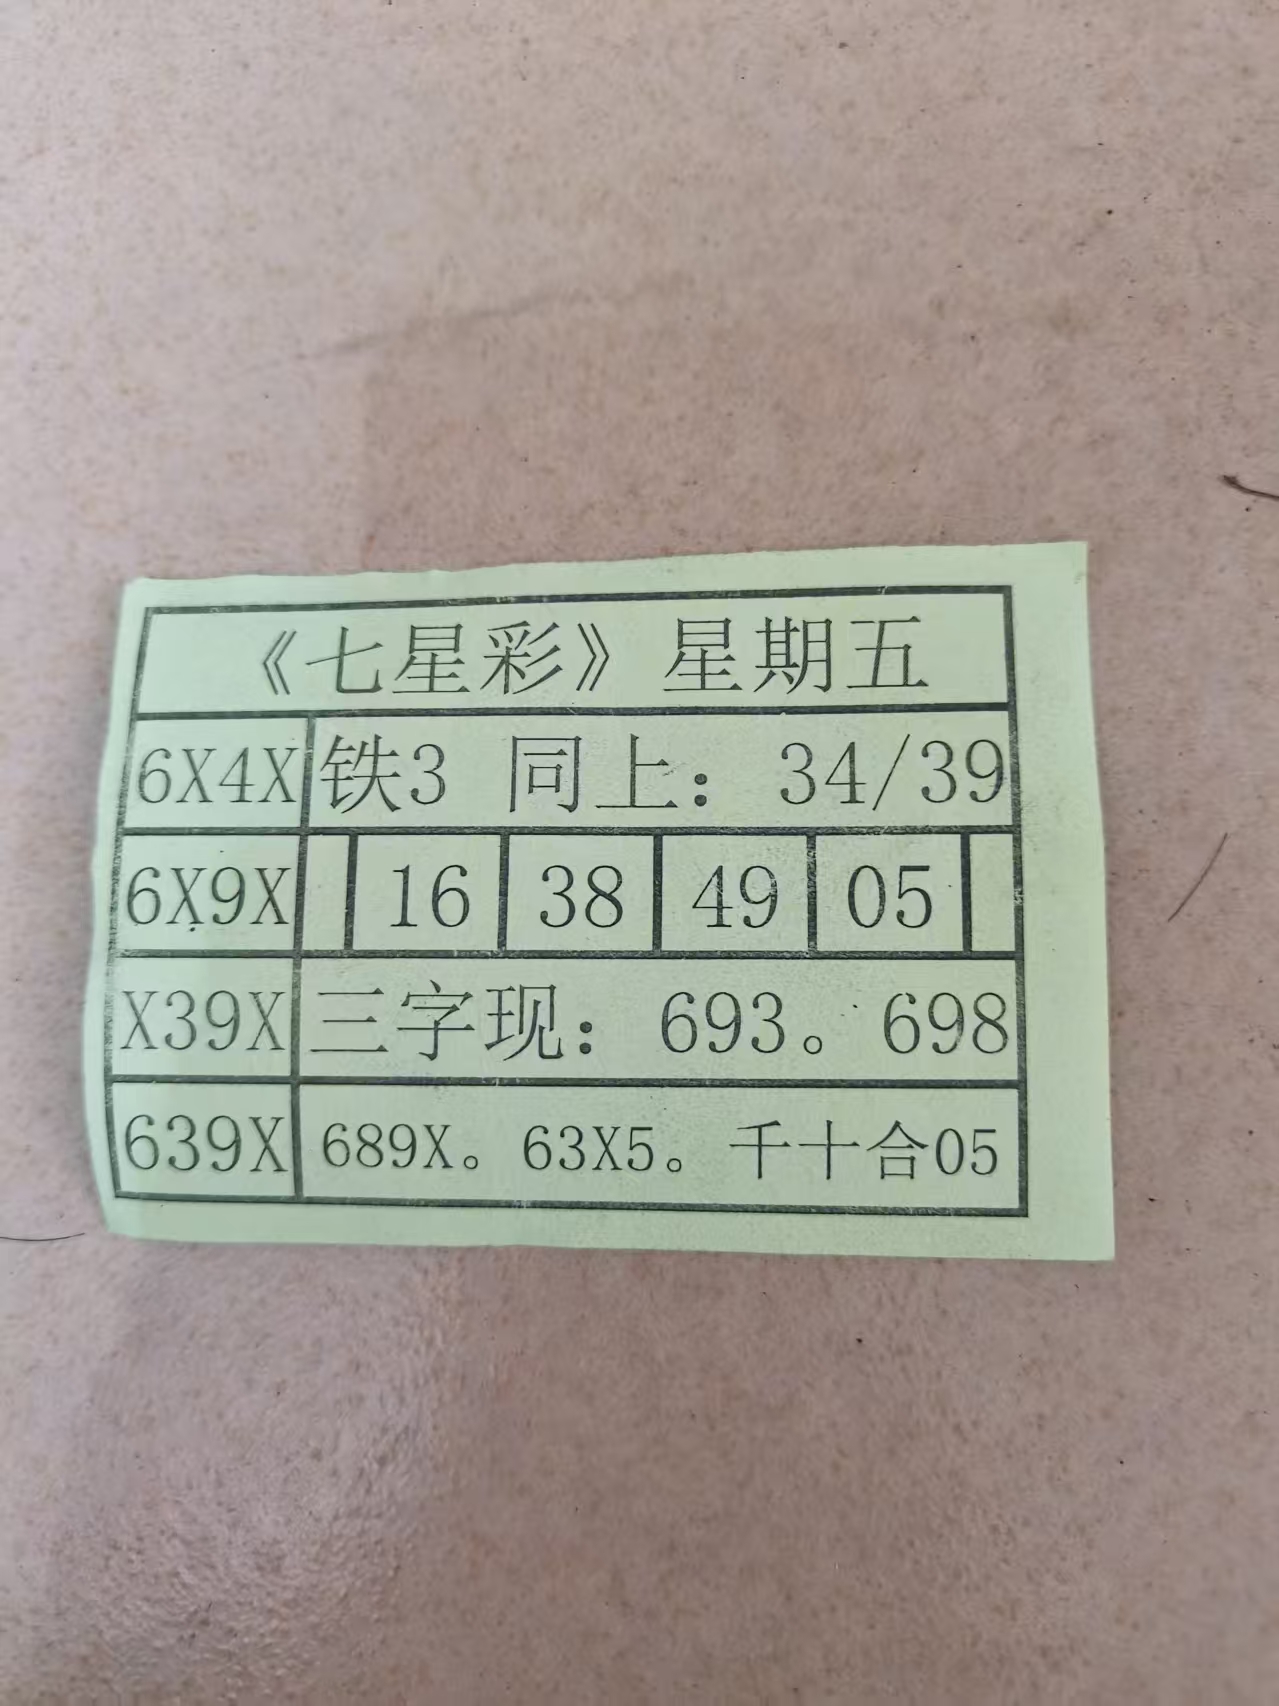 《七星彩》星期五
6X4X 铁3 同上：34/39
6X9X 16 38 49 05
X39X 三字现：693。698
639X 689X。63X5。千十合05